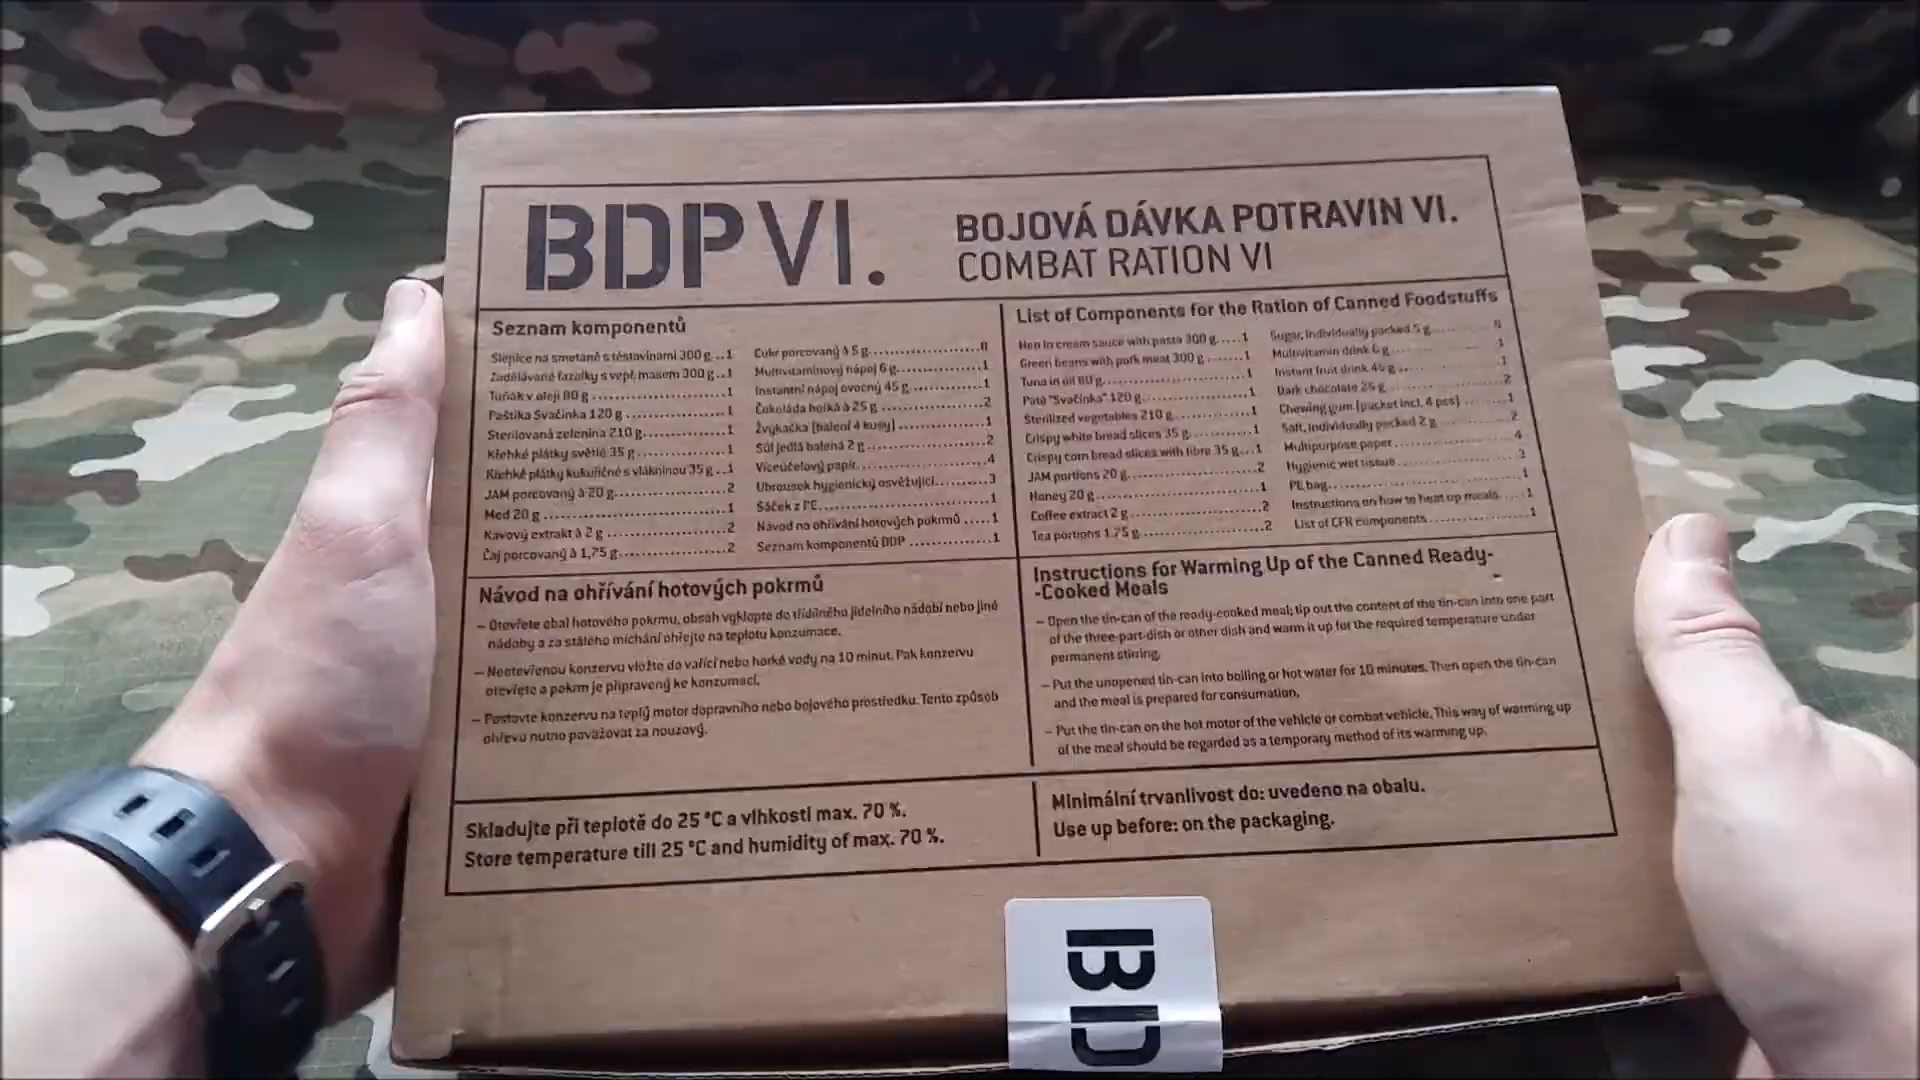 BDP VI.
BOJOVÁ DÁVKA POTRAVIN VI.
COMBAT RATION VI
Seznam komponentů
Slepice na smetaně s těstovinami 300 g...1
Zadělávané fazolky s vepř. masem 300 g..1
Tuňák v oleji 80 g...................1
Paštika Svačinka 120 g...............1
Sterilovaná zelenina 210 g...........1
Křehké plátky světlé 35 g............1
Křehké plátky kukuřičné s vlákninou 35 g..1
JAM porcovaný à 20 g.................2
Med 20 g.............................1
Kávový extrakt à 2 g.................2
Čaj porcovaný à 1,75 g...............2
Cukr porcovaný à 5 g.................8
Multivitamínový nápoj 6 g............1
Instantní nápoj ovocný 45 g..........1
Čokoláda hořká à 25 g................2
Žvýkačka (balení 4 kusy).............1
Sůl jedlá balená 2 g.................2
Víceúčelový papír....................4
Ubrousek hygienický osvěžující.......3
Sáček z PE...........................1
Návod na ohřívání hotových pokrmů....1
Seznam komponentů BDP................1
List of Components for the Ration of Canned Foodstuffs
Hen in cream sauce with pasta 300 g.....1
Green beans with pork meat 300 g.......1
Tuna in oil 80 g.....................1
Paté "Svačinka" 120 g................1
Sterilized vegetables 210 g..........1
Crispy white bread slices 35 g.......1
Crispy corn bread slices with fibre 35 g...1
JAM portions 20 g....................2
Honey 20 g...........................1
Coffee extract 2 g...................2
Tea portions 1.75 g..................2
Sugar, individually packed 5 g.......8
Multivitamin drink 6 g...............1
Instant fruit drink 45 g.............1
Dark chocolate 25 g..................2
Chewing gum (packet incl. 4 pcs).....1
Salt, individually packed 2 g........2
Multipurpose paper...................4
Hygienic wet tissue..................3
PE bag...............................1
Instructions on how to heat up meals.....1
List of CFR components...............1
Návod na ohřívání hotových pokrmů
– Otevřete obal hotového pokrmu, obsah vyklopte do třídílného jídelního nádobí nebo jiné
nádoby a za stálého míchání ohřejte na teplotu konzumace.
– Neotevřenou konzervu vložte do vařící nebo horké vody na 10 minut. Pak konzervu
otevřete a pokrm je připravený ke konzumaci.
– Postavte konzervu na teplý motor dopravního nebo bojového prostředku. Tento způsob
ohřevu nutno považovat za nouzový.
Instructions for Warming Up of the Canned Ready-
-Cooked Meals
– Open the tin-can of the ready-cooked meal; tip out the content of the tin-can into one part
of the three-part-dish or other dish and warm it up for the required temperature under
permanent stirring.
– Put the unopened tin-can into boiling or hot water for 10 minutes. Then open the tin-can
and the meal is prepared for consumation.
– Put the tin-can on the hot motor of the vehicle or combat vehicle. This way of warming up
of the meal should be regarded as a temporary method of its warming up.
Skladujte při teplotě do 25 °C a vlhkosti max. 70 %.
Store temperature till 25 °C and humidity of max. 70 %.
Minimální trvanlivost do: uvedeno na obalu.
Use up before: on the packaging.
BD